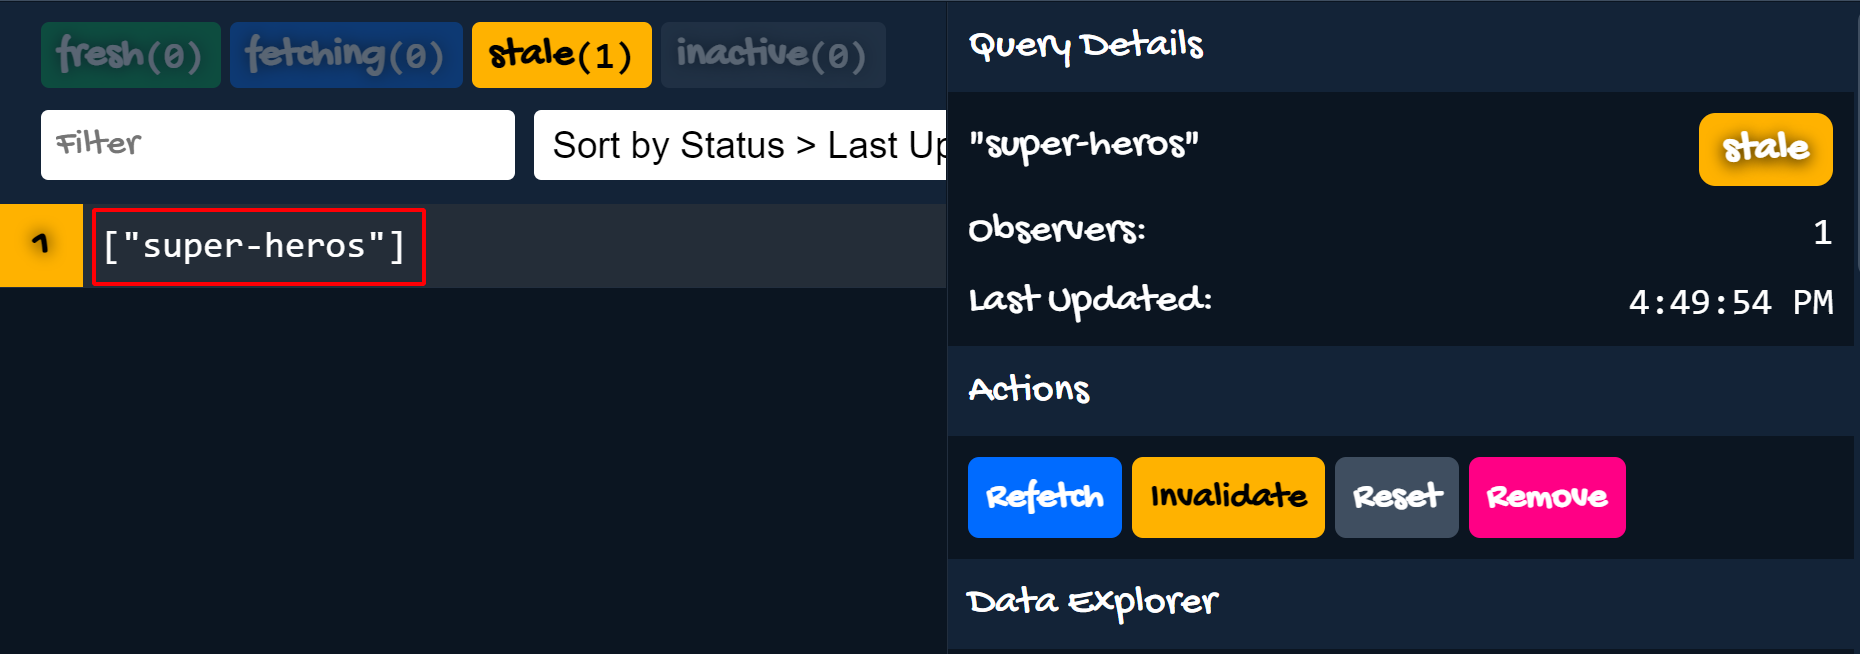 fresh(0) fetching(0) stale(1) inactive(0)
Filter Sort by Status > Last Up
1 ["super-heros"]
Query Details
"super-heros" stale
Observers: 1
Last Updated: 4:49:54 PM
Actions
Refetch Invalidate Reset Remove
Data Explorer